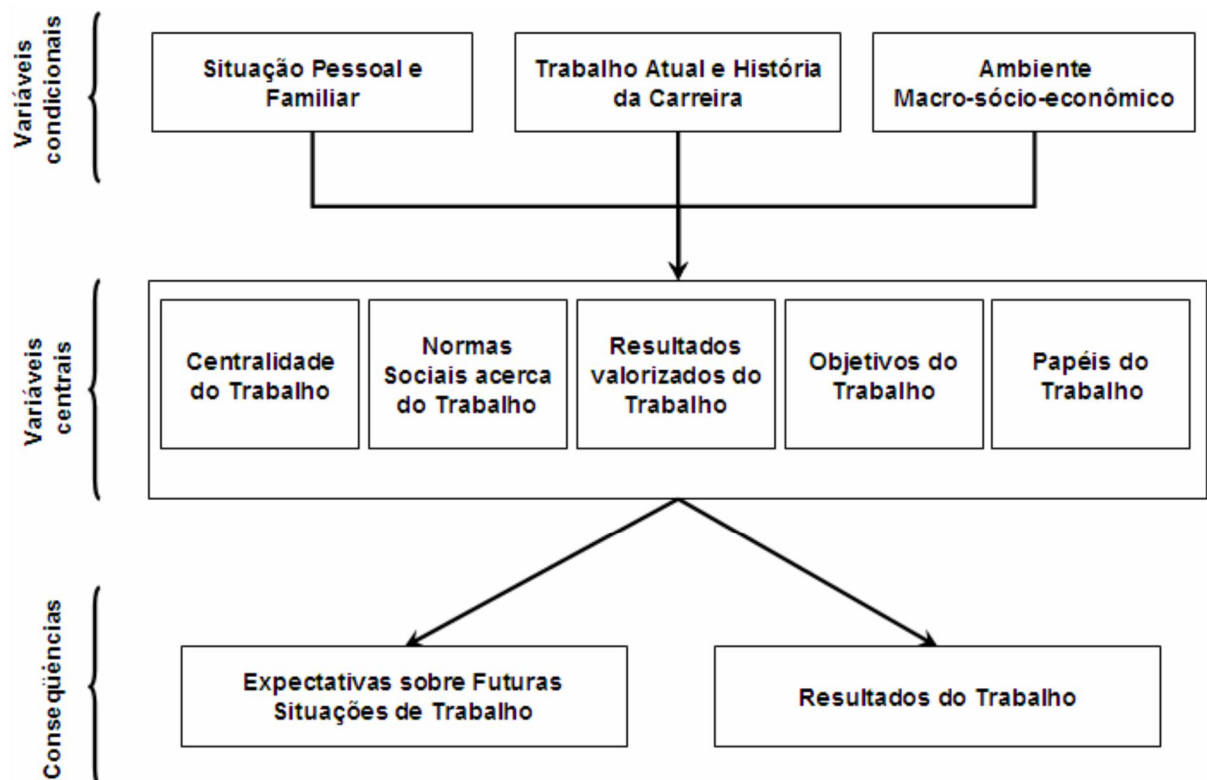 Variáveis
condicionais
Situação Pessoal e
Familiar
Trabalho Atual e História
da Carreira
Ambiente
Macro-sócio-econômico
Variáveis
centrais
Centralidade
do Trabalho
Normas
Sociais acerca
do Trabalho
Resultados
valorizados do
Trabalho
Objetivos do
Trabalho
Papéis do
Trabalho
Conseqüências
Expectativas sobre Futuras
Situações de Trabalho
Resultados do Trabalho